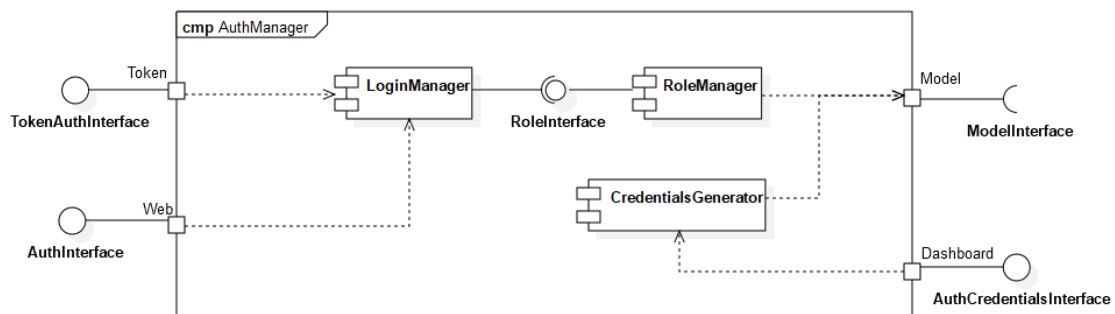 cmp AuthManager
Token
LoginManager
RoleManager
Model
TokenAuthInterface
RoleInterface
ModelInterface
CredentialsGenerator
Web
AuthInterface
Dashboard
AuthCredentialsInterface